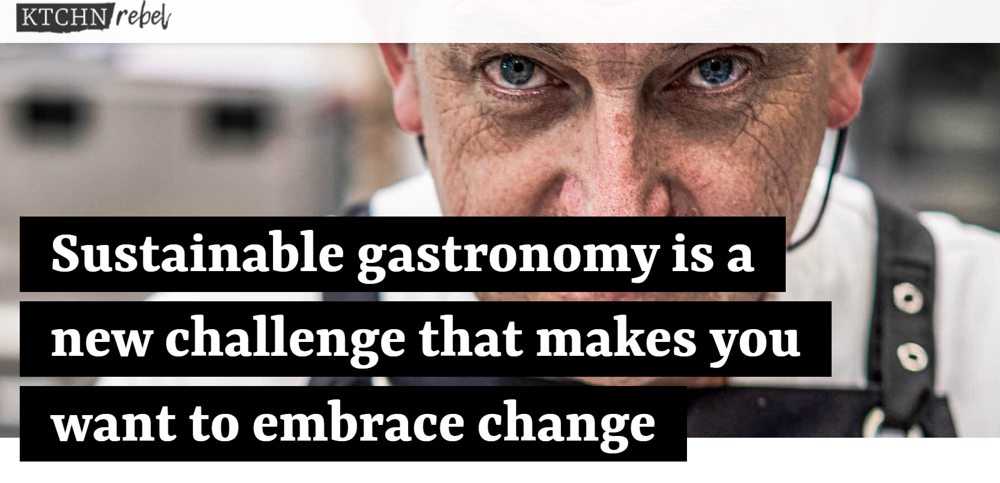 KTCHN rebel
Sustainable gastronomy is a
new challenge that makes you
want to embrace change